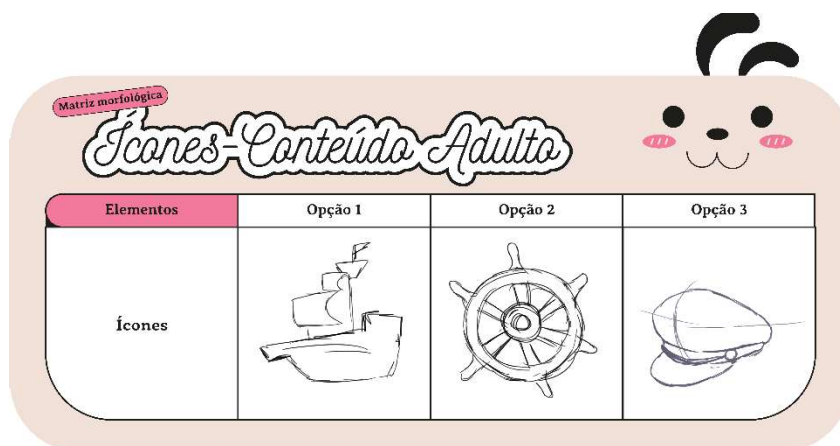 Matriz morfológica
Ícones-Conteúdo Adulto
Elementos Opção 1 Opção 2 Opção 3
Ícones